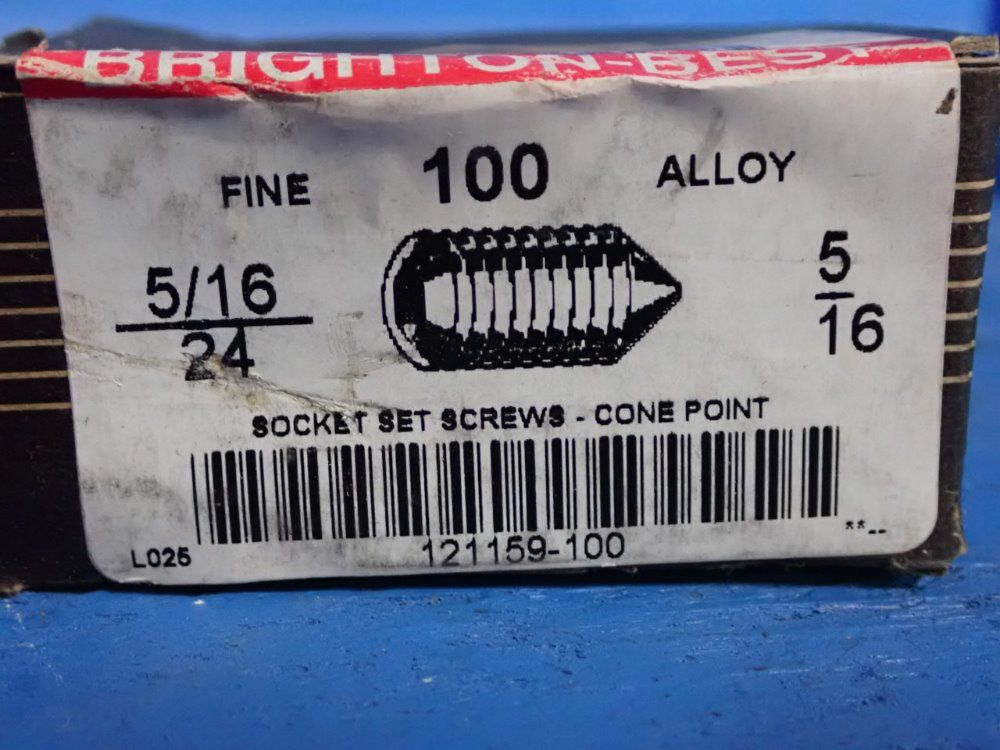 BRIGHTON-BEST
FINE 100 ALLOY
5/16
24
5
16
SOCKET SET SCREWS - CONE POINT
L025
121159-100
**--